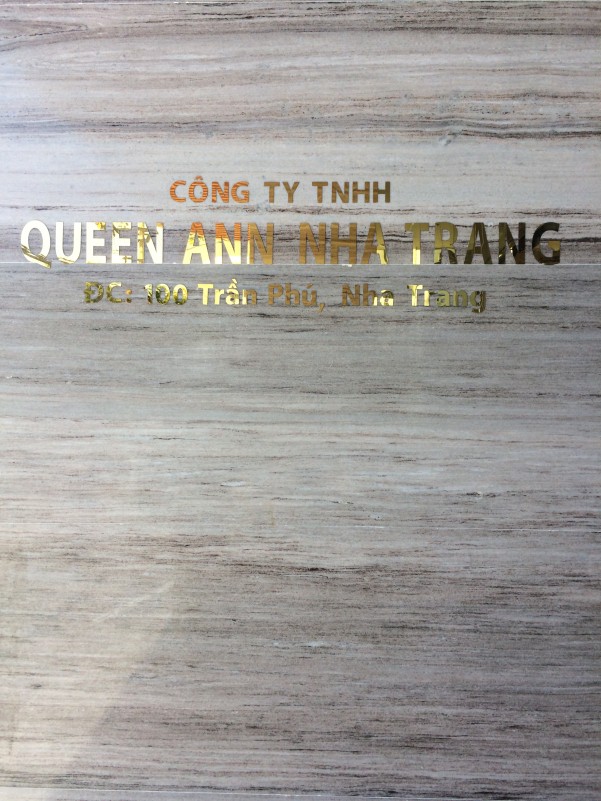 CÔNG TY TNHH
QUEEN ANN NHA TRANG
ĐC: 100 Trần Phú, Nha Trang